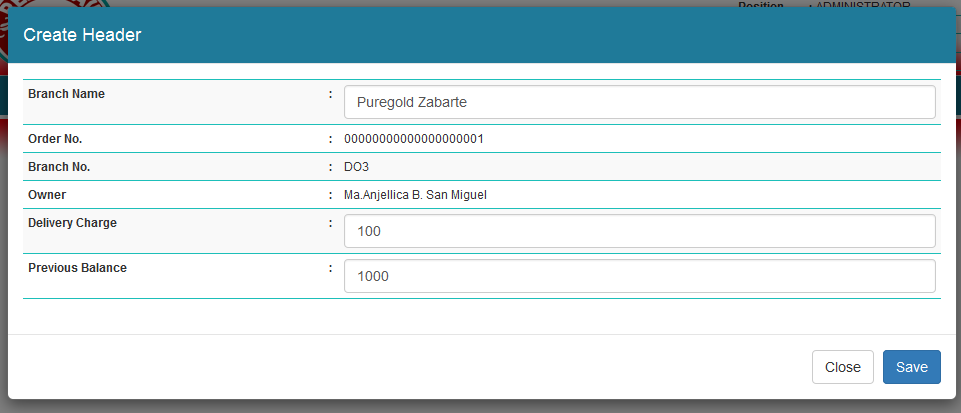 Position : ADMINISTRATOR
Create Header
Branch Name : Puregold Zabarte
Order No. : 00000000000000000001
Branch No. : DO3
Owner : Ma.Anjellica B. San Miguel
Delivery Charge : 100
Previous Balance : 1000
Close Save